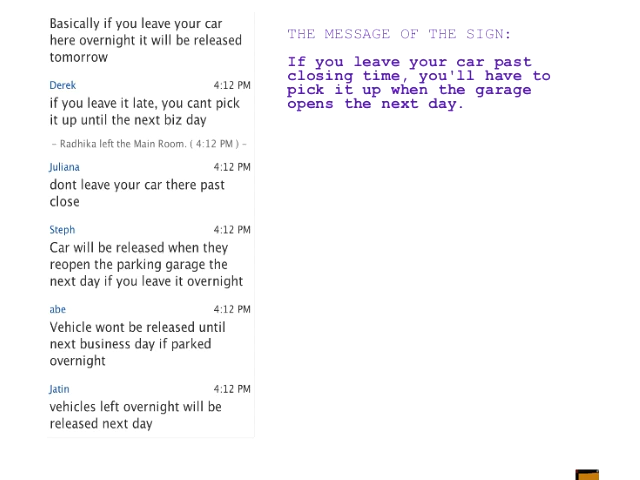 Basically if you leave your car
here overnight it will be released
tomorrow
Derek 4:12 PM
if you leave it late, you cant pick
it up until the next biz day
– Radhika left the Main Room. ( 4:12 PM ) –
Juliana 4:12 PM
dont leave your car there past
close
Steph 4:12 PM
Car will be released when they
reopen the parking garage the
next day if you leave it overnight
abe 4:12 PM
Vehicle wont be released until
next business day if parked
overnight
Jatin 4:12 PM
vehicles left overnight will be
released next day
THE MESSAGE OF THE SIGN:
If you leave your car past
closing time, you'll have to
pick it up when the garage
opens the next day.